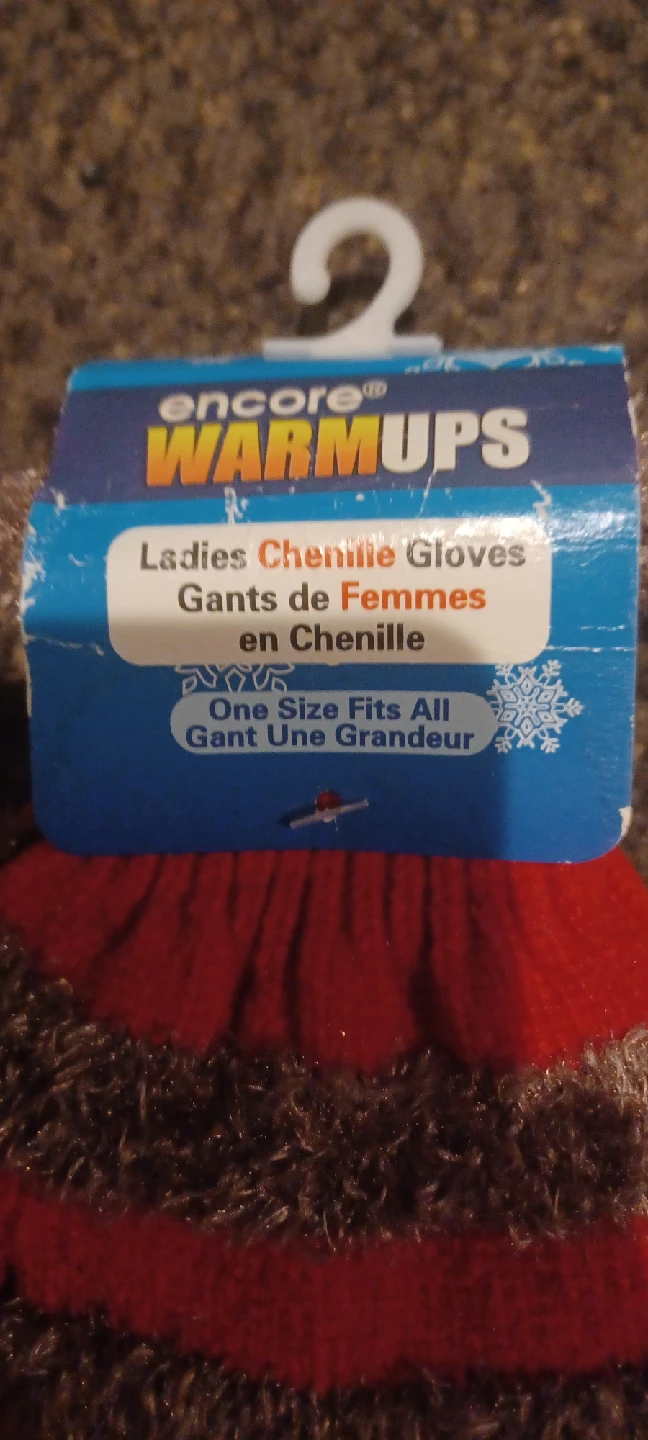 encore®
WARMUPS
Ladies Chenille Gloves
Gants de Femmes
en Chenille
One Size Fits All
Gant Une Grandeur